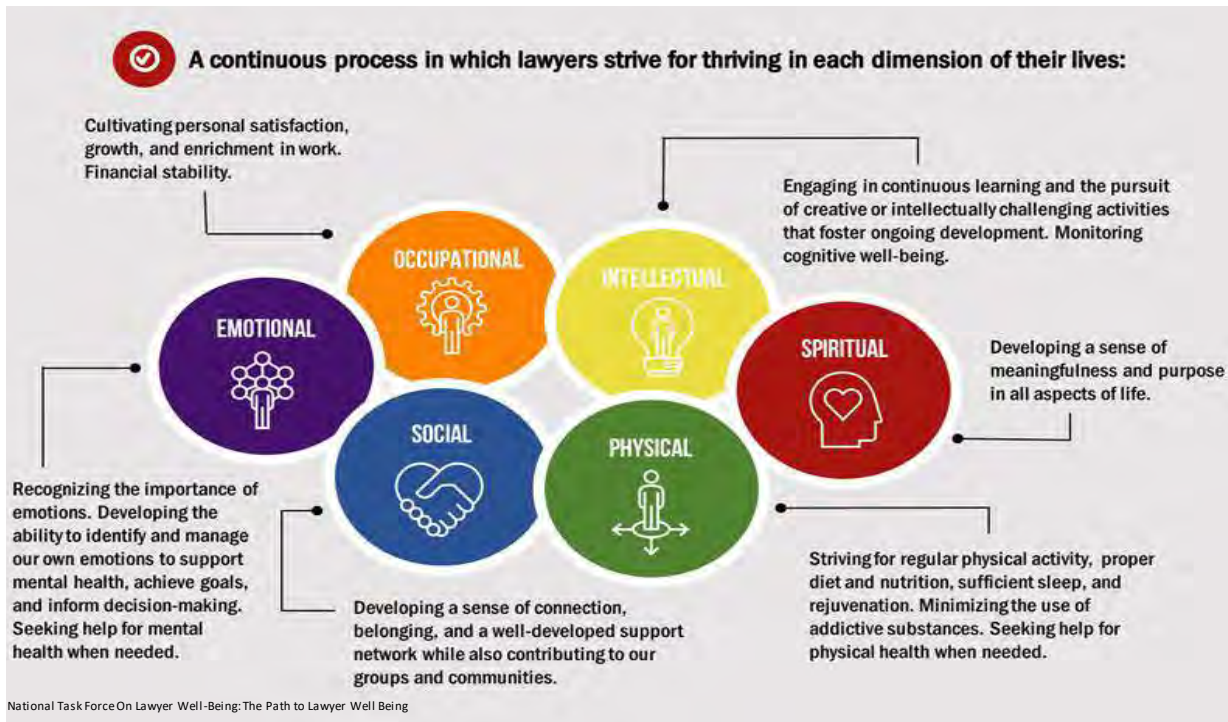 A continuous process in which lawyers strive for thriving in each dimension of their lives:
Cultivating personal satisfaction,
growth, and enrichment in work.
Financial stability.
Engaging in continuous learning and the pursuit
of creative or intellectually challenging activities
that foster ongoing development. Monitoring
cognitive well-being.
OCCUPATIONAL
INTELLECTUAL
EMOTIONAL
SPIRITUAL
Developing a sense of
meaningfulness and purpose
in all aspects of life.
SOCIAL
PHYSICAL
Recognizing the importance of
emotions. Developing the
ability to identify and manage
our own emotions to support
mental health, achieve goals,
and inform decision-making.
Seeking help for mental
health when needed.
Developing a sense of connection,
belonging, and a well-developed support
network while also contributing to our
groups and communities.
Striving for regular physical activity, proper
diet and nutrition, sufficient sleep, and
rejuvenation. Minimizing the use of
addictive substances. Seeking help for
physical health when needed.
National Task Force On Lawyer Well-Being: The Path to Lawyer Well Being